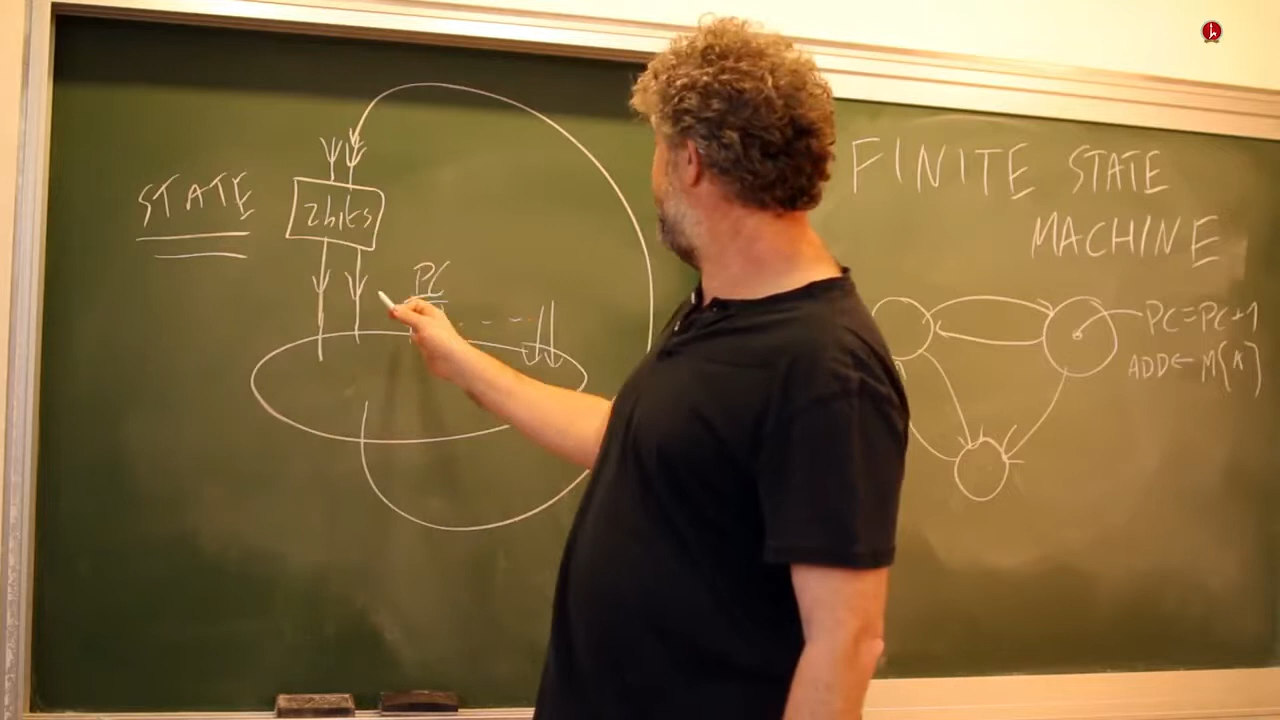 STATE
2bits
PC
FINITE STATE
MACHINE
PC=PC+1
ADD← M[A]